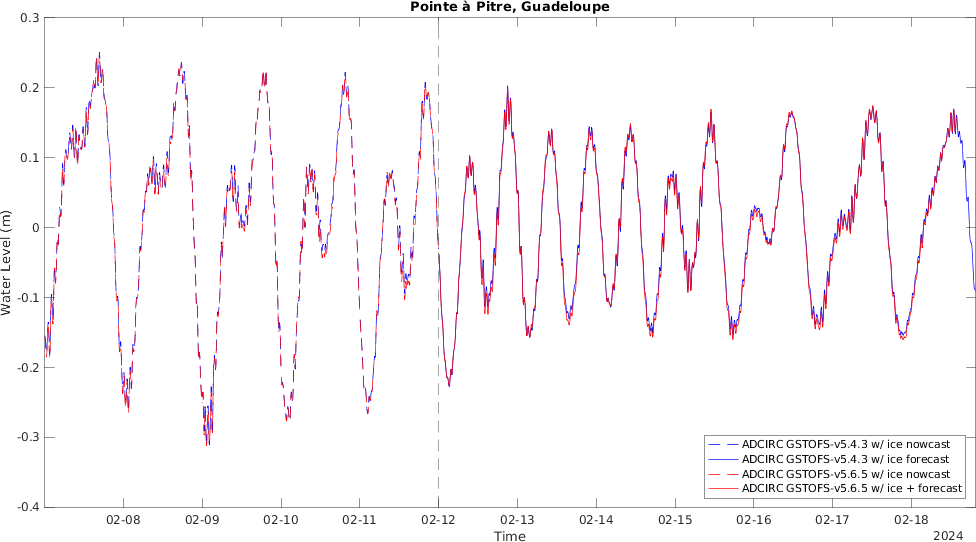 Pointe à Pitre, Guadeloupe
0.3
0.2
0.1
0
-0.1
-0.2
-0.3
-0.4
Water Level (m)
ADCIRC GSTOFS-v5.4.3 w/ ice nowcast
ADCIRC GSTOFS-v5.4.3 w/ ice forecast
ADCIRC GSTOFS-v5.6.5 w/ ice nowcast
ADCIRC GSTOFS-v5.6.5 w/ ice + forecast
02-08 02-09 02-10 02-11 02-12 02-13 02-14 02-15 02-16 02-17 02-18
Time
2024